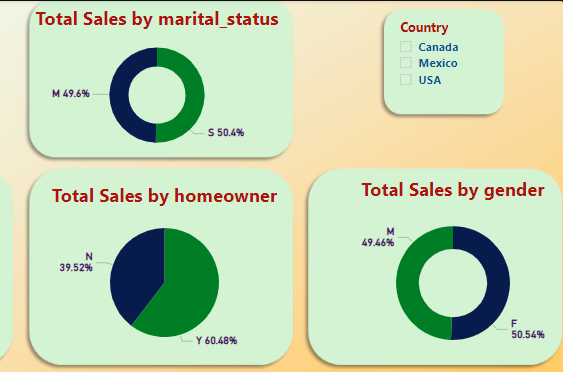 Total Sales by marital_status
M 49.6%
S 50.4%
Country
Canada
Mexico
USA
Total Sales by homeowner
N
39.52%
Y 60.48%
Total Sales by gender
M
49.46%
F
50.54%